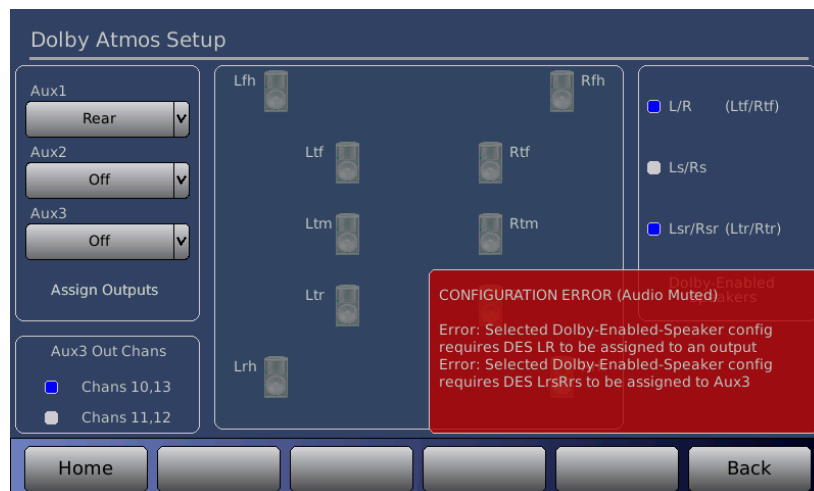 Dolby Atmos Setup
Aux1
Rear
Aux2
Off
Aux3
Off
Assign Outputs
Aux3 Out Chans
Chans 10,13
Chans 11,12
Lfh
Rfh
Ltf
Rtf
Ltm
Rtm
Ltr
Lrh
L/R (Ltf/Rtf)
Ls/Rs
Lsr/Rsr (Ltr/Rtr)
Dolby-Enabled
Speakers
CONFIGURATION ERROR (Audio Muted)
Error: Selected Dolby-Enabled-Speaker config
requires DES LR to be assigned to an output
Error: Selected Dolby-Enabled-Speaker config
requires DES LrsRrs to be assigned to Aux3
Home
Back